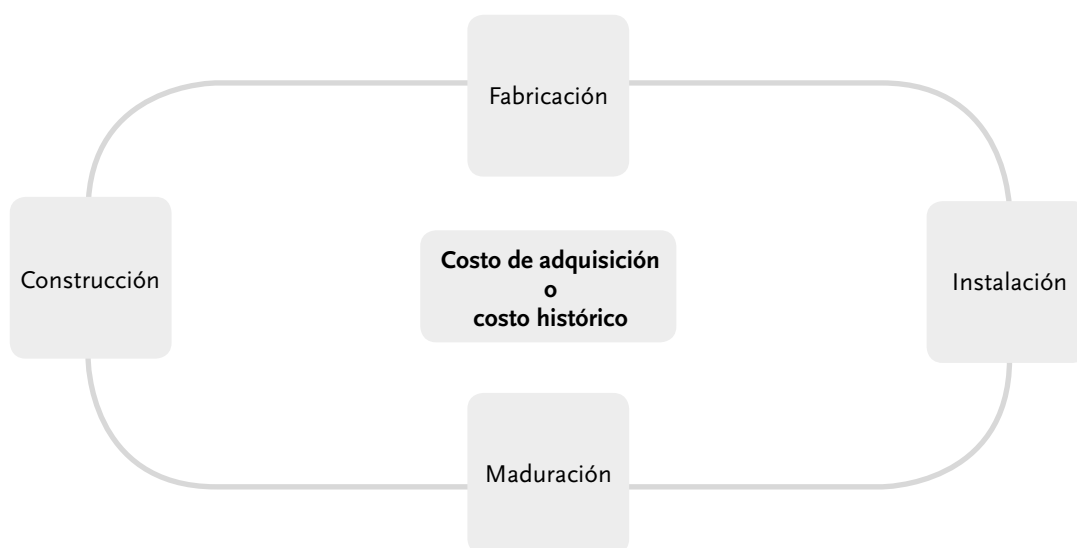 Fabricación
Construcción
Costo de adquisición
o
costo histórico
Instalación
Maduración